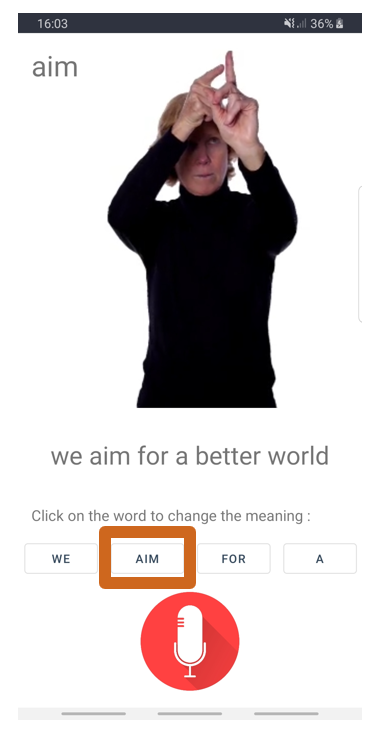 16:03 36%
aim
we aim for a better world
Click on the word to change the meaning :
WE AIM FOR A